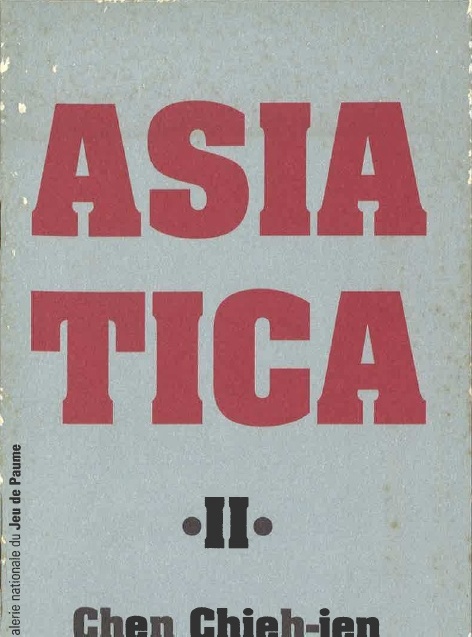 ASIA
TICA
•II•
Chen Chieh-jen
alerie nationale du Jeu de Paume